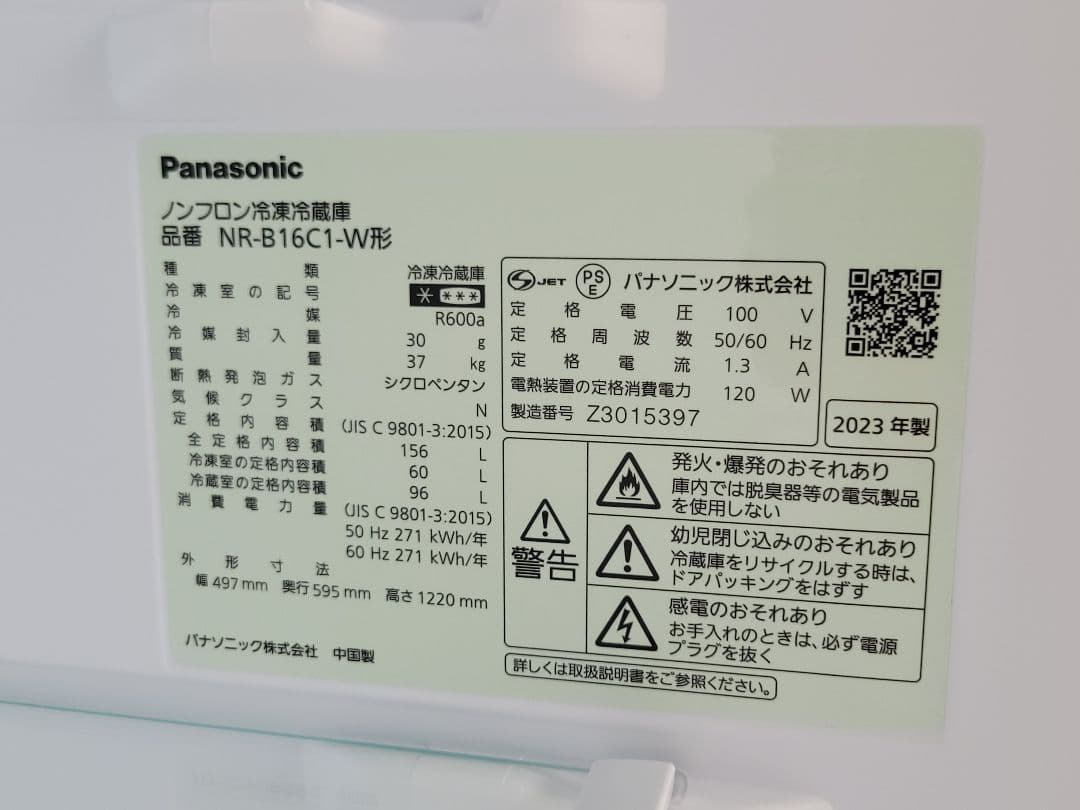 Panasonic
ノンフロン冷凍冷蔵庫
品番 NR-B16C1-W形
種類 冷凍冷蔵庫
冷凍室の記号 * ***
冷媒 R600a
冷媒封入量 30 g
質量 37 kg
断熱発泡ガス シクロペンタン
気候クラス N
定格内容積 (JIS C 9801-3:2015)
全定格内容積 156 L
冷凍室の定格内容積 60 L
冷蔵室の定格内容積 96 L
消費電力量 (JIS C 9801-3:2015)
50 Hz 271 kWh/年
60 Hz 271 kWh/年
外形寸法
幅 497 mm 奥行 595 mm 高さ 1220 mm
パナソニック株式会社 中国製
JET PS E パナソニック株式会社
定格電圧 100 V
定格周波数 50/60 Hz
定格電流 1.3 A
電熱装置の定格消費電力 120 W
製造番号 Z3015397
2023 年製
警告
発火・爆発のおそれあり
庫内では脱臭器等の電気製品
を使用しない
幼児閉じ込みのおそれあり
冷蔵庫をリサイクルする時は、
ドアパッキングをはずす
感電のおそれあり
お手入れのときは、必ず電源
プラグを抜く
詳しくは取扱説明書をご参照ください。